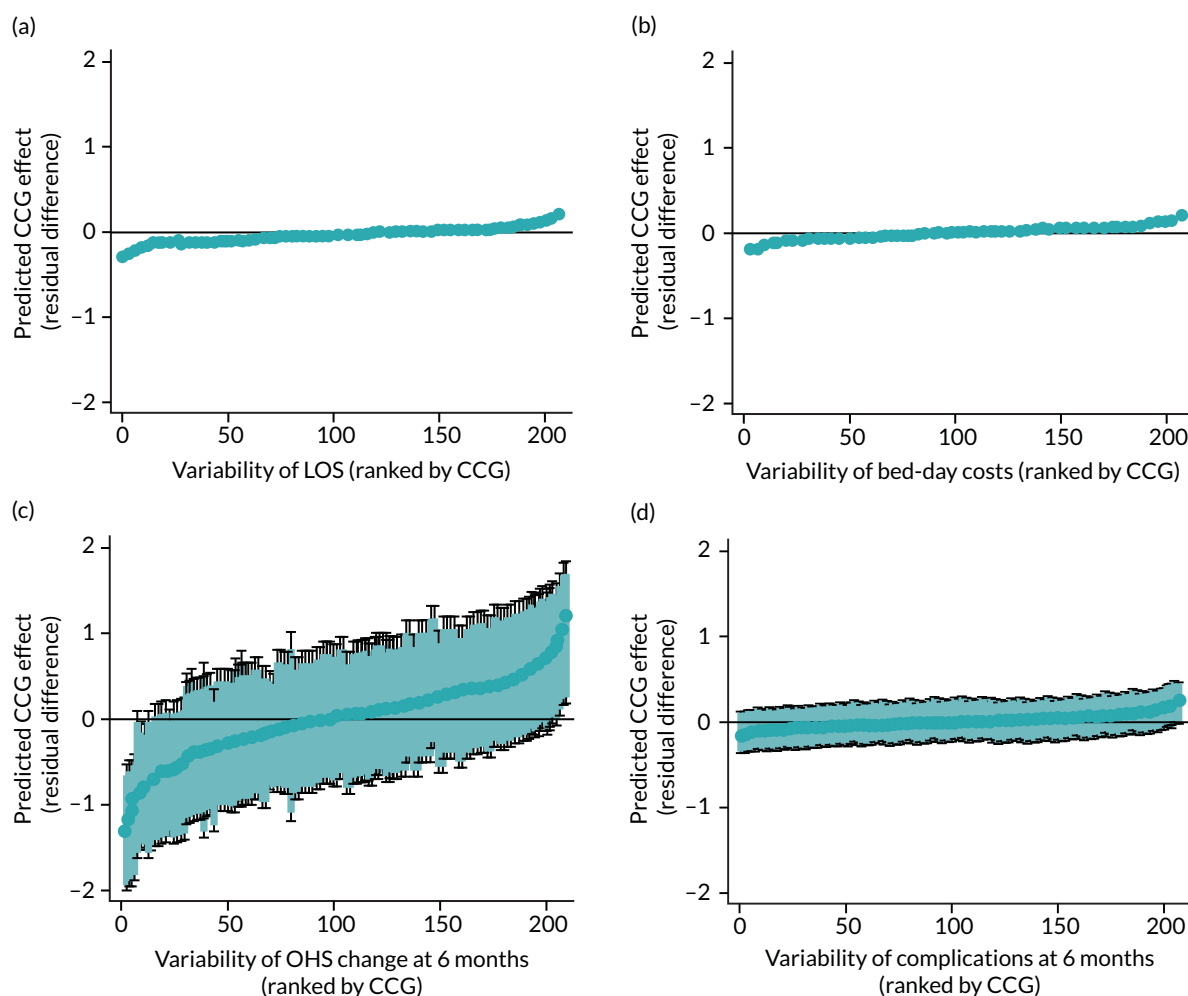 (a)
2
1
0
−1
−2
Predicted CCG effect
(residual difference)
0 50 100 150 200
Variability of LOS (ranked by CCG)
(b)
2
1
0
−1
−2
Predicted CCG effect
(residual difference)
0 50 100 150 200
Variability of bed-day costs (ranked by CCG)
(c)
2
1
0
−1
−2
Predicted CCG effect
(residual difference)
0 50 100 150 200
Variability of OHS change at 6 months
(ranked by CCG)
(d)
2
1
0
−1
−2
Predicted CCG effect
(residual difference)
0 50 100 150 200
Variability of complications at 6 months
(ranked by CCG)